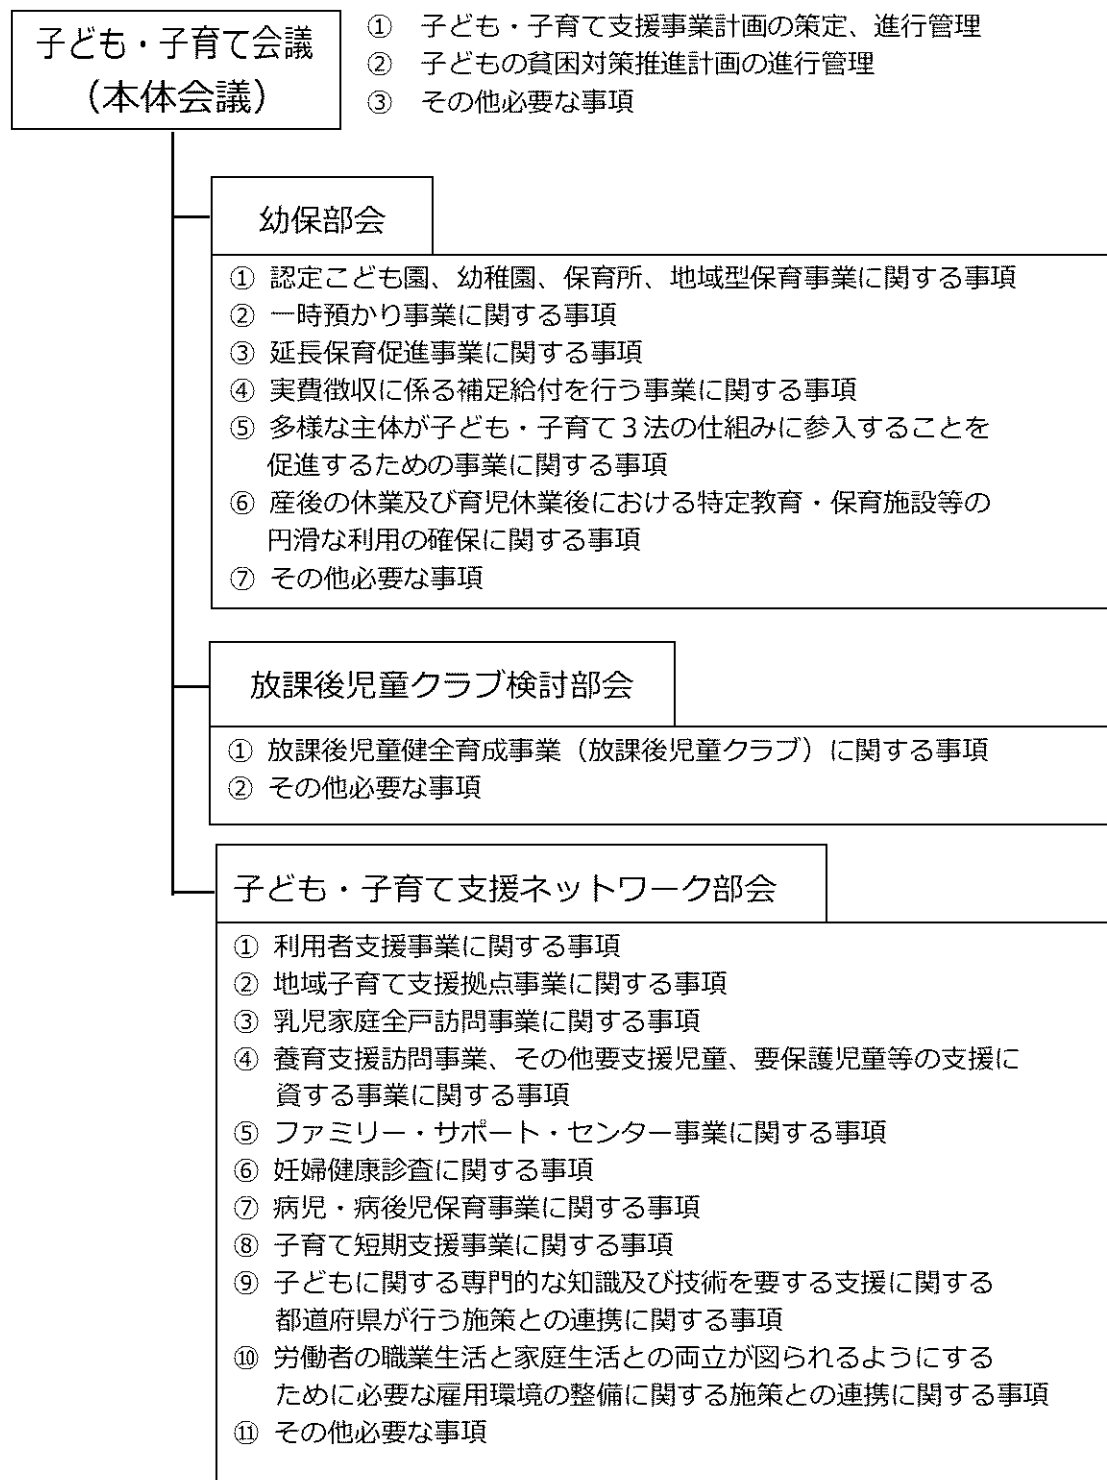 子ども・子育て会議
（本体会議）
① 子ども・子育て支援事業計画の策定、進行管理
② 子どもの貧困対策推進計画の進行管理
③ その他必要な事項
幼保部会
① 認定こども園、幼稚園、保育所、地域型保育事業に関する事項
② 一時預かり事業に関する事項
③ 延長保育促進事業に関する事項
④ 実費徴収に係る補足給付を行う事業に関する事項
⑤ 多様な主体が子ども・子育て３法の仕組みに参入することを
促進するための事業に関する事項
⑥ 産後の休業及び育児休業後における特定教育・保育施設等の
円滑な利用の確保に関する事項
⑦ その他必要な事項
放課後児童クラブ検討部会
① 放課後児童健全育成事業（放課後児童クラブ）に関する事項
② その他必要な事項
子ども・子育て支援ネットワーク部会
① 利用者支援事業に関する事項
② 地域子育て支援拠点事業に関する事項
③ 乳児家庭全戸訪問事業に関する事項
④ 養育支援訪問事業、その他要支援児童、要保護児童等の支援に
資する事業に関する事項
⑤ ファミリー・サポート・センター事業に関する事項
⑥ 妊婦健康診査に関する事項
⑦ 病児・病後児保育事業に関する事項
⑧ 子育て短期支援事業に関する事項
⑨ 子どもに関する専門的な知識及び技術を要する支援に関する
都道府県が行う施策との連携に関する事項
⑩ 労働者の職業生活と家庭生活との両立が図られるようにする
ために必要な雇用環境の整備に関する施策との連携に関する事項
⑪ その他必要な事項